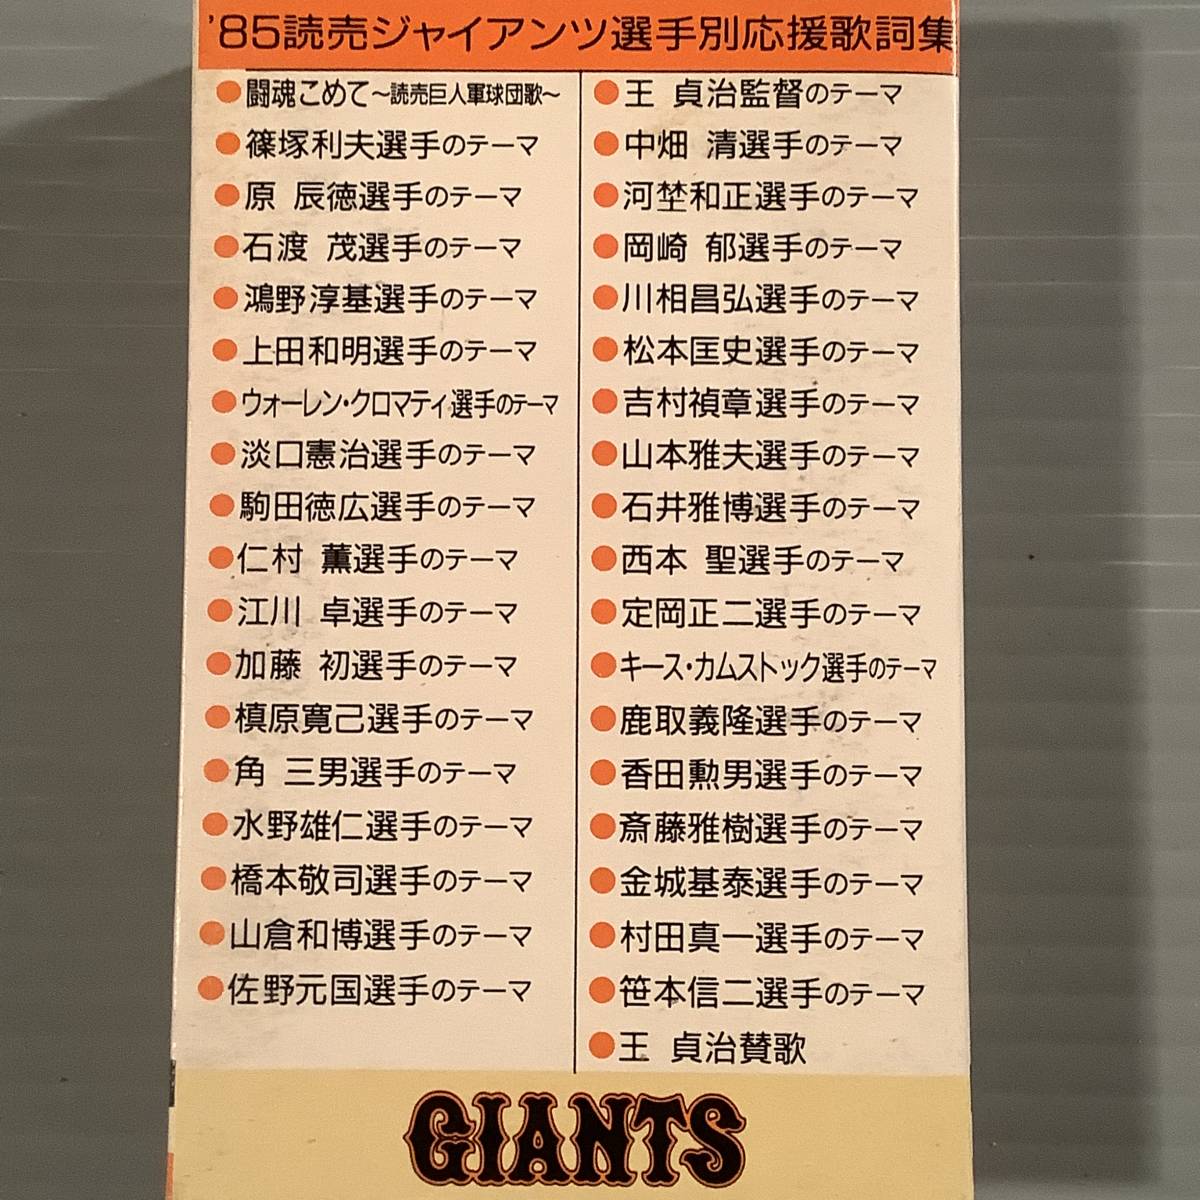 '85読売ジャイアンツ選手別応援歌詞集
●闘魂こめて～読売巨人軍球団歌～
●篠塚利夫選手のテーマ
●原 辰徳選手のテーマ
●石渡 茂選手のテーマ
●鴻野淳基選手のテーマ
●上田和明選手のテーマ
●ウォーレン・クロマティ選手のテーマ
●淡口憲治選手のテーマ
●駒田徳広選手のテーマ
●仁村 薫選手のテーマ
●江川 卓選手のテーマ
●加藤 初選手のテーマ
●槙原寛己選手のテーマ
●角 三男選手のテーマ
●水野雄仁選手のテーマ
●橋本敬司選手のテーマ
●山倉和博選手のテーマ
●佐野元国選手のテーマ
●王 貞治監督のテーマ
●中畑 清選手のテーマ
●河埜和正選手のテーマ
●岡崎 郁選手のテーマ
●川相昌弘選手のテーマ
●松本匡史選手のテーマ
●吉村禎章選手のテーマ
●山本雅夫選手のテーマ
●石井雅博選手のテーマ
●西本 聖選手のテーマ
●定岡正二選手のテーマ
●キース・カムストック選手のテーマ
●鹿取義隆選手のテーマ
●香田勲男選手のテーマ
●斎藤雅樹選手のテーマ
●金城基泰選手のテーマ
●村田真一選手のテーマ
●笹本信二選手のテーマ
●王 貞治賛歌
GIANTS